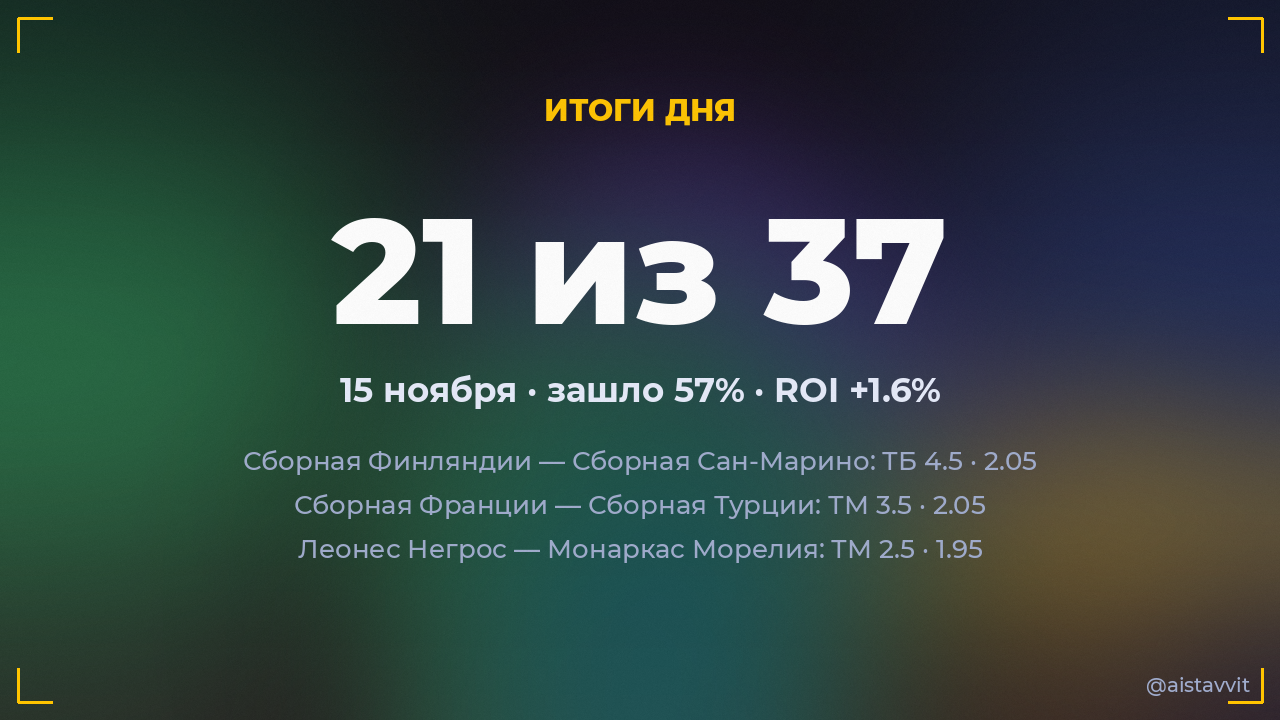 ИТОГИ ДНЯ
21 из 37
15 ноября · зашло 57% · ROI +1.6%
Сборная Финляндии — Сборная Сан-Марино: ТБ 4.5 · 2.05
Сборная Франции — Сборная Турции: ТМ 3.5 · 2.05
Леонес Негрос — Монаркас Морелия: ТМ 2.5 · 1.95
@aistavvit